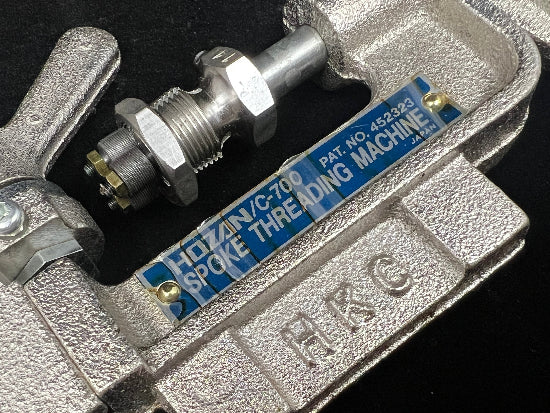 HOZAN/C-700 PAT. NO. 452323
SPOKE THREADING MACHINE JAPAN
HKC